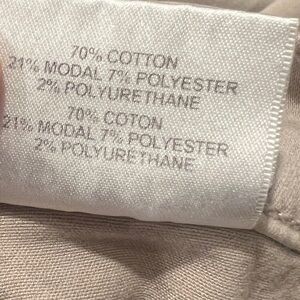 70% COTTON
21% MODAL 7% POLYESTER
2% POLYURETHANE
70% COTON
21% MODAL 7% POLYESTER
2% POLYURETHANE